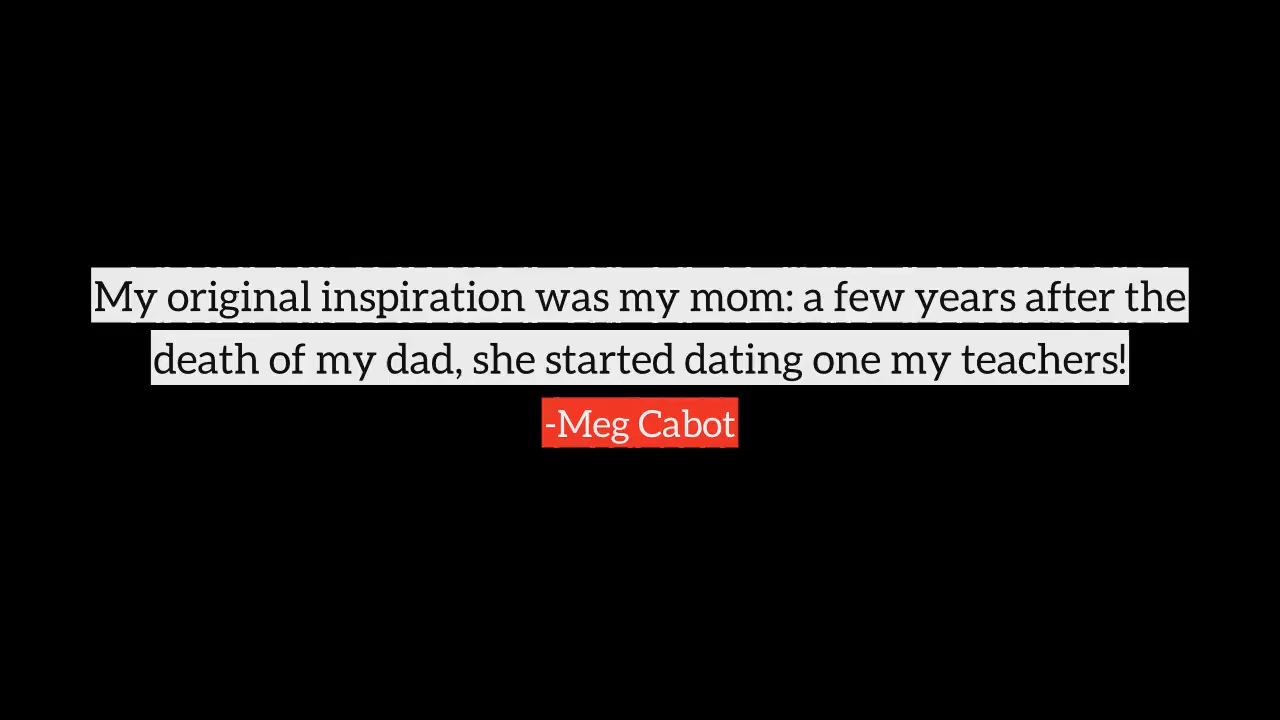 My original inspiration was my mom: a few years after the
death of my dad, she started dating one my teachers!
-Meg Cabot